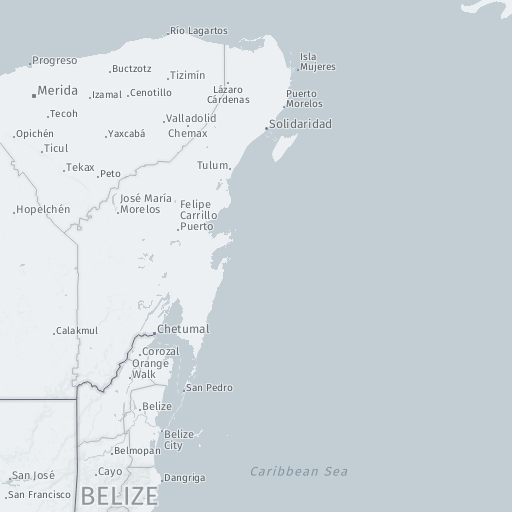 Rio Lagartos
Progreso
Isla
Mujeres
Buctzotz
Tizimín
Merida
Izamal
Cenotillo
Lázaro
Cárdenas
Puerto
Morelos
Tecoh
Valladolid
Solidaridad
Opichén
Yaxcabá
Chemax
Ticul
Tekax
Peto
Tulum
José María
Morelos
Felipe
Carrillo
Puerto
Hopelchén
Calakmul
Chetumal
Corozal
Orange
Walk
San Pedro
Belize
Belize
City
Belmopan
San José
Cayo
Caribbean Sea
Dangriga
San Francisco
BELIZE